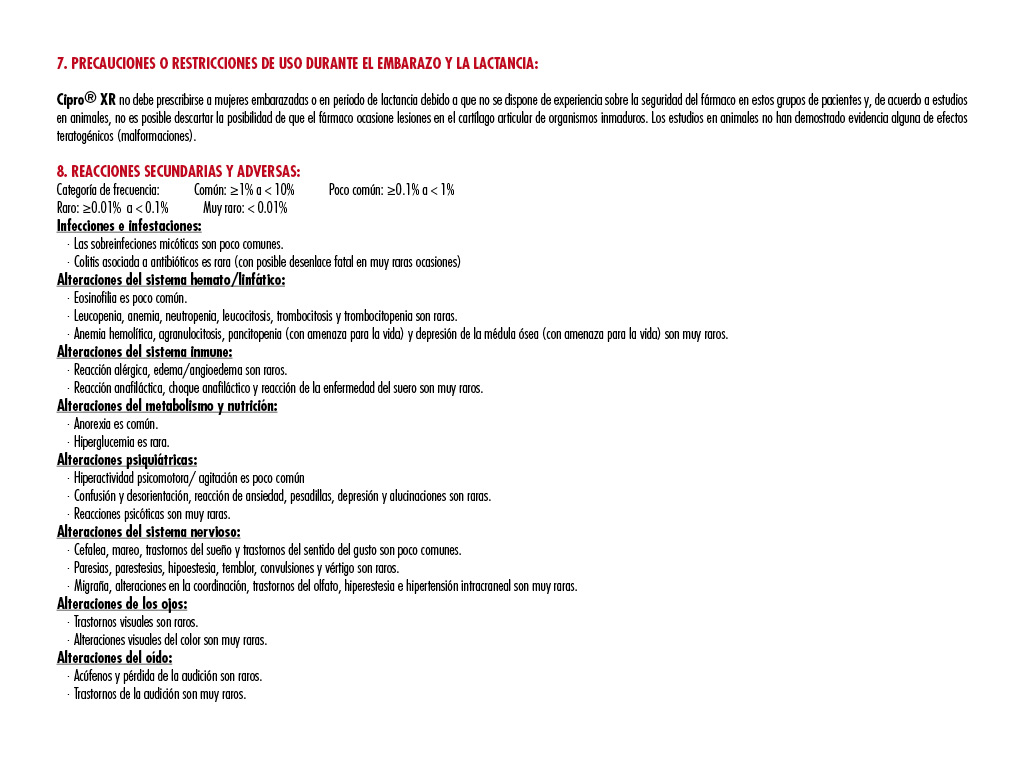 7. PRECAUCIONES O RESTRICCIONES DE USO DURANTE EL EMBARAZO Y LA LACTANCIA:
Cipro® XR no debe prescribirse a mujeres embarazadas o en periodo de lactancia debido a que no se dispone de experiencia sobre la seguridad del fármaco en estos grupos de pacientes y, de acuerdo a estudios
en animales, no es posible descartar la posibilidad de que el fármaco ocasione lesiones en el cartílago articular de organismos inmaduros. Los estudios en animales no han demostrado evidencia alguna de efectos
teratogénicos (malformaciones).
8. REACCIONES SECUNDARIAS Y ADVERSAS:
Categoría de frecuencia: Común: ≥1% a < 10% Poco común: ≥0.1% a < 1%
Raro: ≥0.01% a < 0.1% Muy raro: < 0.01%
Infecciones e infestaciones:
· Las sobreinfeciones micóticas son poco comunes.
· Colitis asociada a antibióticos es rara (con posible desenlace fatal en muy raras ocasiones)
Alteraciones del sistema hemato/linfático:
· Eosinofilia es poco común.
· Leucopenia, anemia, neutropenia, leucocitosis, trombocitosis y trombocitopenia son raras.
· Anemia hemolítica, agranulocitosis, pancitopenia (con amenaza para la vida) y depresión de la médula ósea (con amenaza para la vida) son muy raros.
Alteraciones del sistema inmune:
· Reacción alérgica, edema/angioedema son raros.
· Reacción anafiláctica, choque anafiláctico y reacción de la enfermedad del suero son muy raros.
Alteraciones del metabolismo y nutrición:
· Anorexia es común.
· Hiperglucemia es rara.
Alteraciones psiquiátricas:
· Hiperactividad psicomotora/ agitación es poco común
· Confusión y desorientación, reacción de ansiedad, pesadillas, depresión y alucinaciones son raras.
· Reacciones psicóticas son muy raras.
Alteraciones del sistema nervioso:
· Cefalea, mareo, trastornos del sueño y trastornos del sentido del gusto son poco comunes.
· Paresias, parestesias, hipoestesia, temblor, convulsiones y vértigo son raros.
· Migraña, alteraciones en la coordinación, trastornos del olfato, hiperestesia e hipertensión intracraneal son muy raras.
Alteraciones de los ojos:
· Trastornos visuales son raros.
· Alteraciones visuales del color son muy raras.
Alteraciones del oído:
· Acúfenos y pérdida de la audición son raros.
· Trastornos de la audición son muy raros.